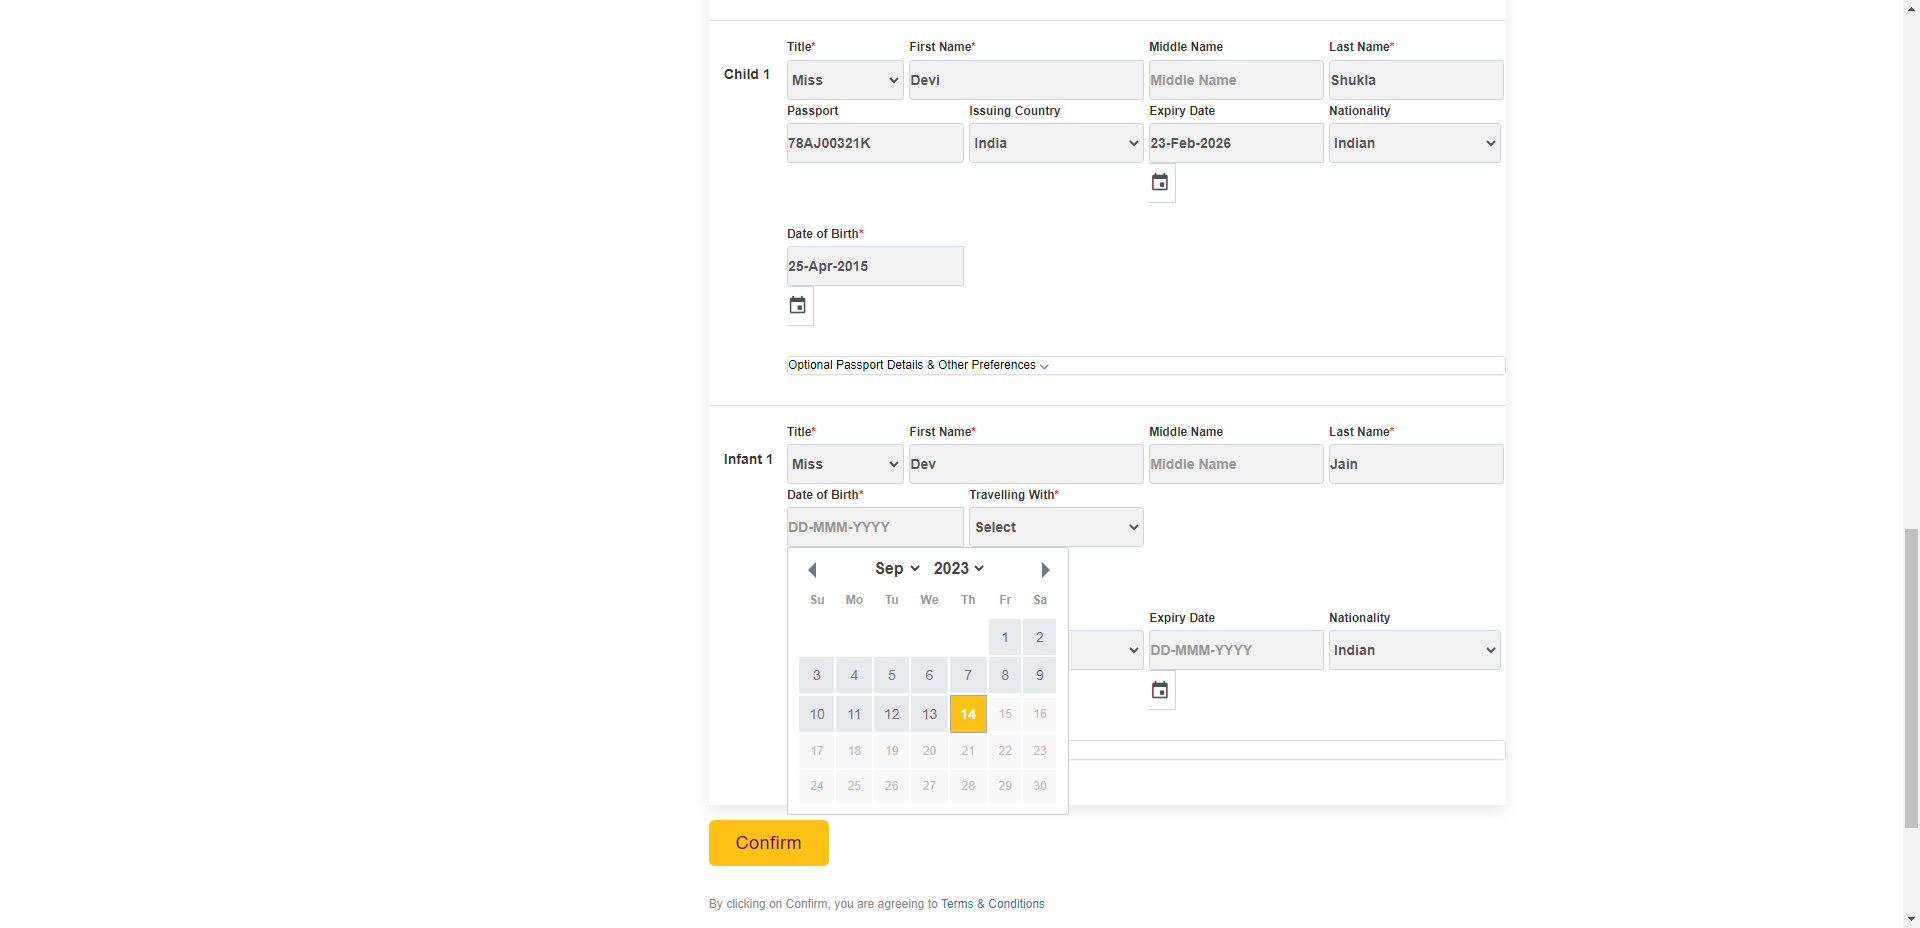 Title* First Name* Middle Name Last Name*
Child 1 Miss Devi Middle Name Shukla
Passport Issuing Country Expiry Date Nationality
78AJ00321K India 23-Feb-2026 Indian
Date of Birth*
25-Apr-2015
Optional Passport Details & Other Preferences
Title* First Name* Middle Name Last Name*
Infant 1 Miss Dev Middle Name Jain
Date of Birth* Travelling With*
DD-MMM-YYYY Select
Sep 2023
Su Mo Tu We Th Fr Sa
Expiry Date Nationality
1 2
DD-MMM-YYYY Indian
3 4 5 6 7 8 9
10 11 12 13 14 15 16
17 18 19 20 21 22 23
24 25 26 27 28 29 30
Confirm
By clicking on Confirm, you are agreeing to Terms & Conditions